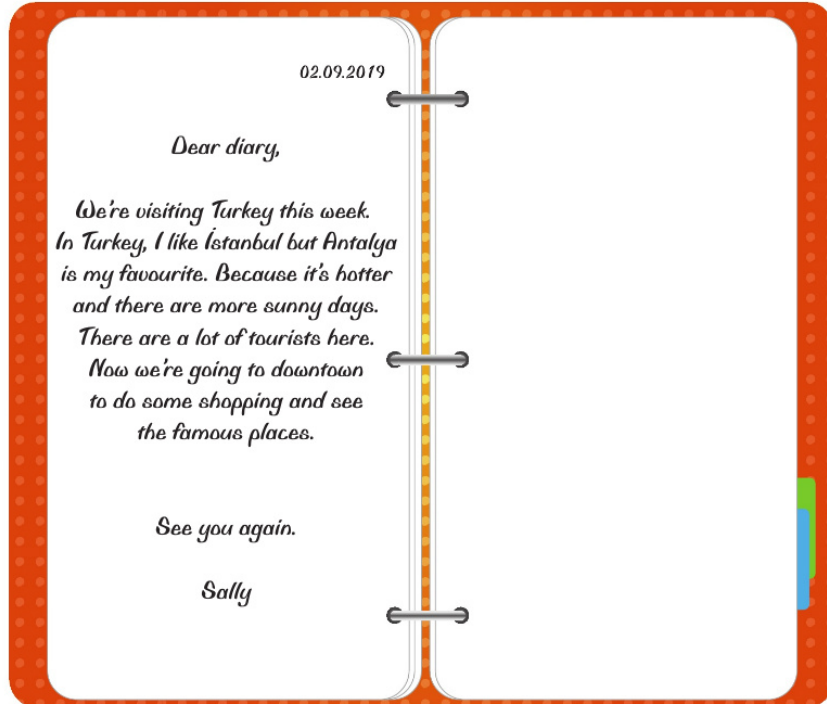 02.09.2019
Dear diary,
We're visiting Turkey this week.
In Turkey, I like İstanbul but Antalya
is my favourite. Because it's hotter
and there are more sunny days.
There are a lot of tourists here.
Now we're going to downtown
to do some shopping and see
the famous places.
See you again.
Sally